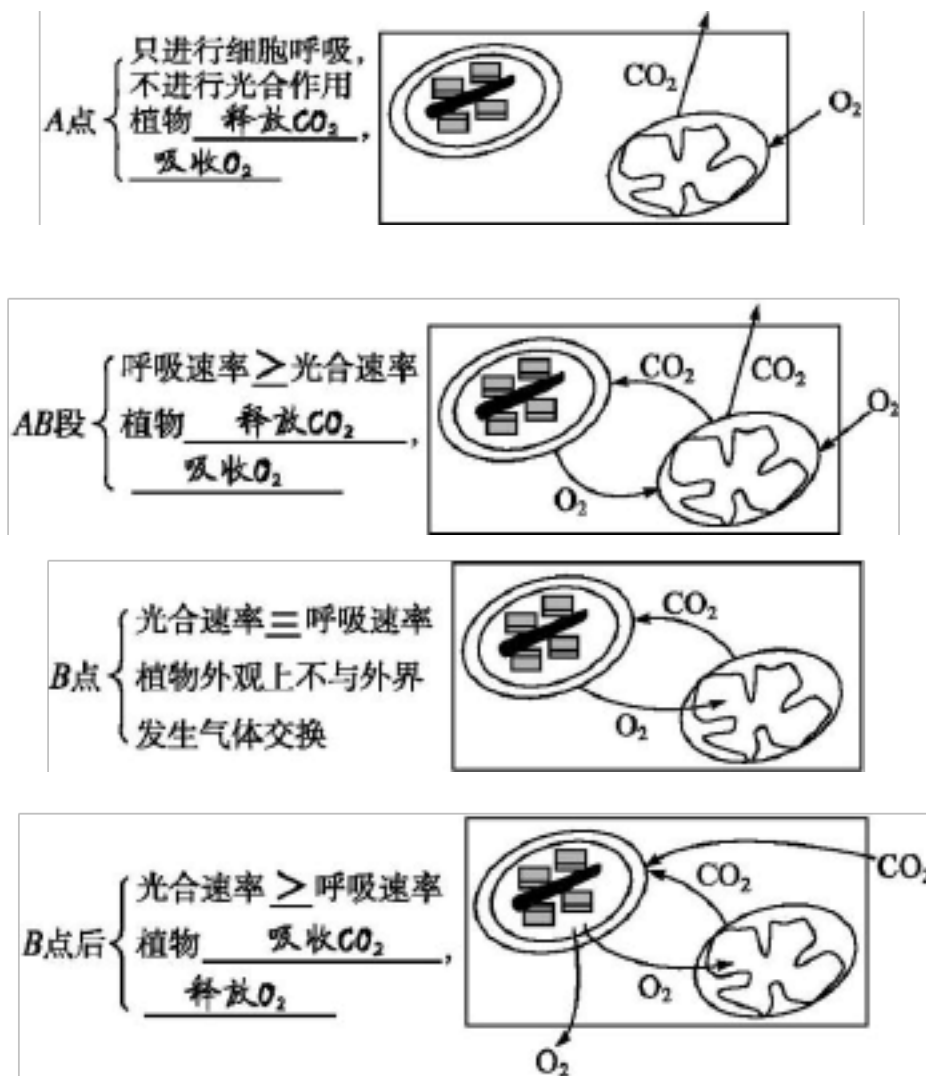 只进行细胞呼吸，
不进行光合作用
A点 植物 释放CO₂，
吸收O₂
CO₂
O₂
呼吸速率 > 光合速率
AB段 植物 释放CO₂，
吸收O₂
CO₂
CO₂
O₂
O₂
光合速率 = 呼吸速率
B点 植物外观上不与外界
发生气体交换
CO₂
O₂
光合速率 > 呼吸速率
B点后 植物 吸收CO₂，
释放O₂
CO₂
CO₂
O₂
O₂